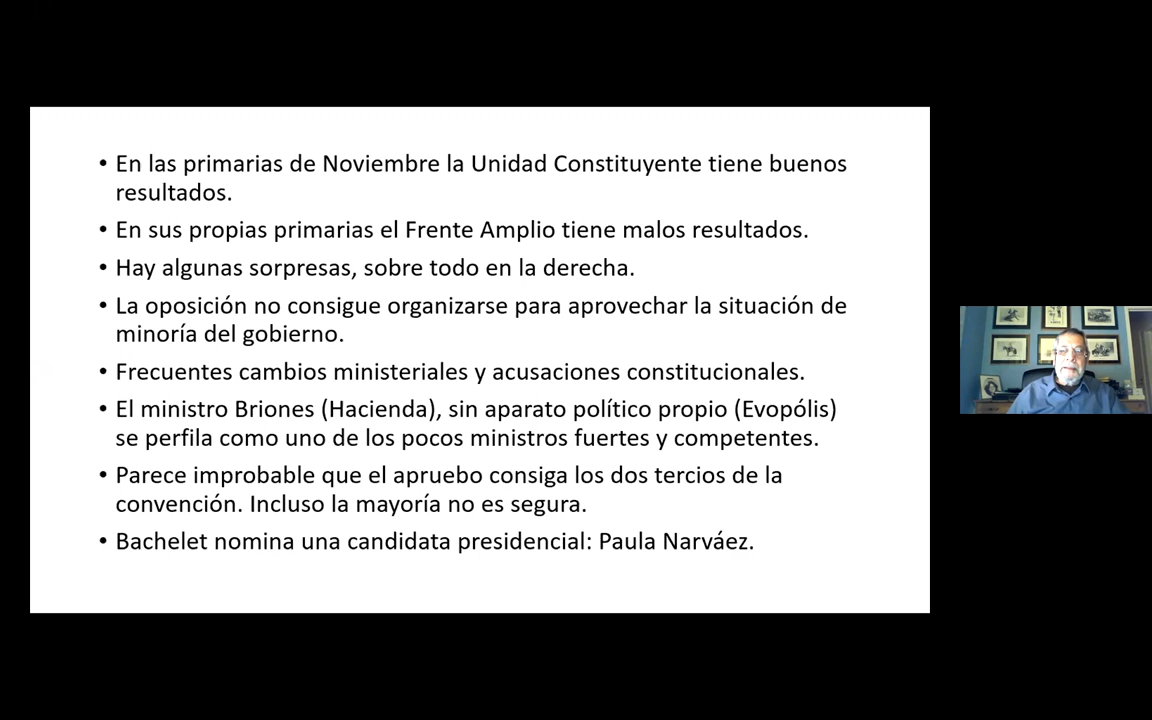 • En las primarias de Noviembre la Unidad Constituyente tiene buenos
resultados.
• En sus propias primarias el Frente Amplio tiene malos resultados.
• Hay algunas sorpresas, sobre todo en la derecha.
• La oposición no consigue organizarse para aprovechar la situación de
minoría del gobierno.
• Frecuentes cambios ministeriales y acusaciones constitucionales.
• El ministro Briones (Hacienda), sin aparato político propio (Evopólis)
se perfila como uno de los pocos ministros fuertes y competentes.
• Parece improbable que el apruebo consiga los dos tercios de la
convención. Incluso la mayoría no es segura.
• Bachelet nomina una candidata presidencial: Paula Narváez.